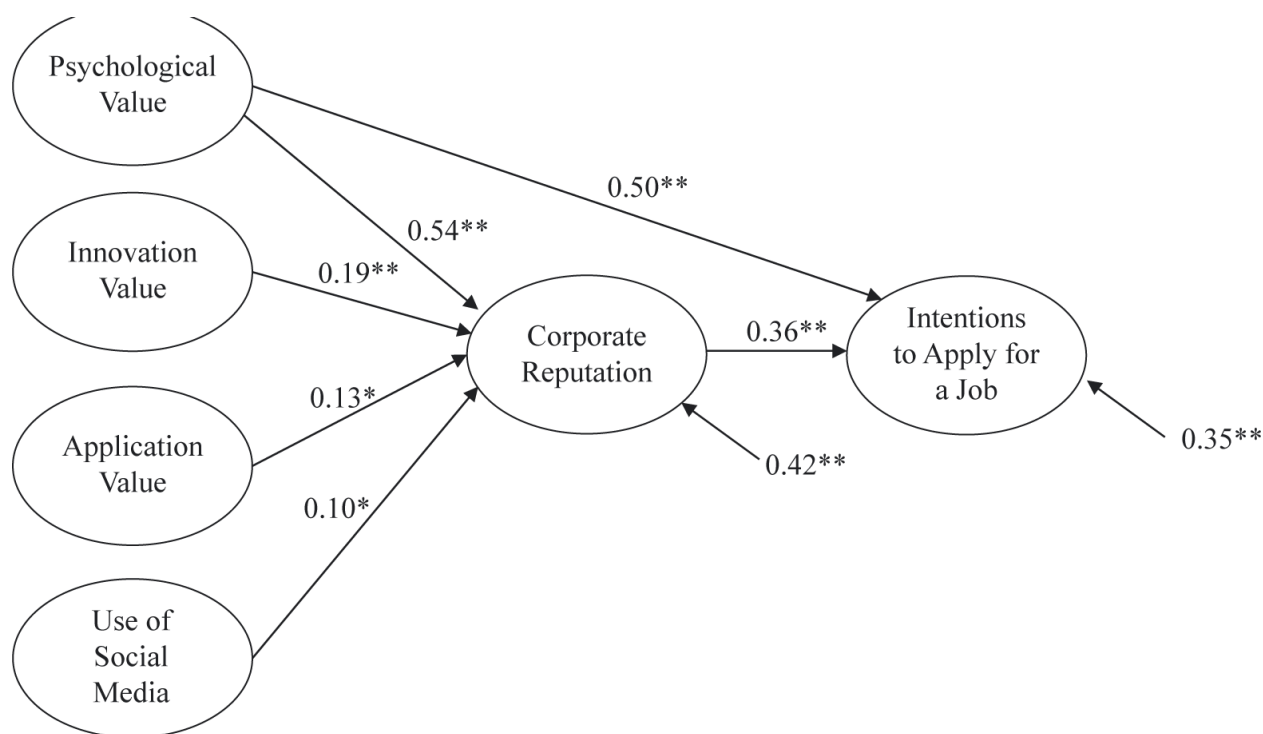 Psychological
Value
0.50**
0.54**
Innovation
Value
0.19**
Corporate
Reputation
0.36**
Intentions
to Apply for
a Job
0.13*
Application
Value
0.42**
0.35**
0.10*
Use of
Social
Media